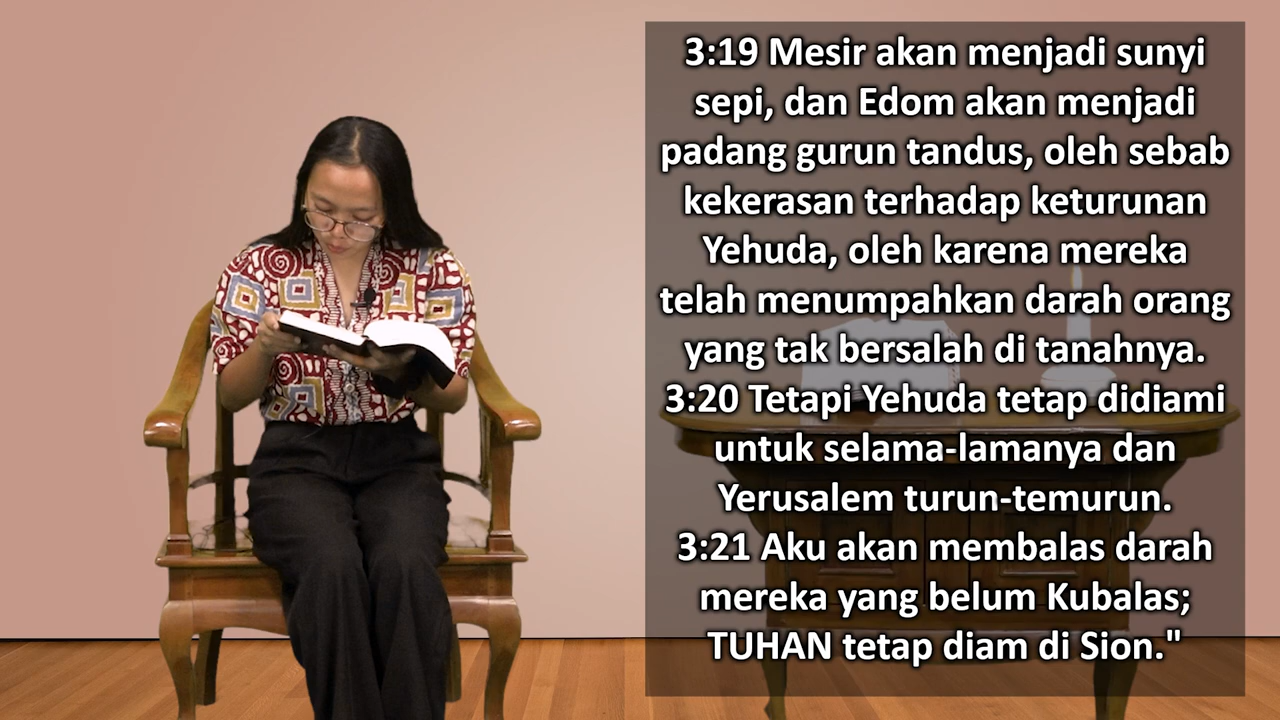 3:19 Mesir akan menjadi sunyi
sepi, dan Edom akan menjadi
padang gurun tandus, oleh sebab
kekerasan terhadap keturunan
Yehuda, oleh karena mereka
telah menumpahkan darah orang
yang tak bersalah di tanahnya.
3:20 Tetapi Yehuda tetap didiami
untuk selama-lamanya dan
Yerusalem turun-temurun.
3:21 Aku akan membalas darah
mereka yang belum Kubalas;
TUHAN tetap diam di Sion."